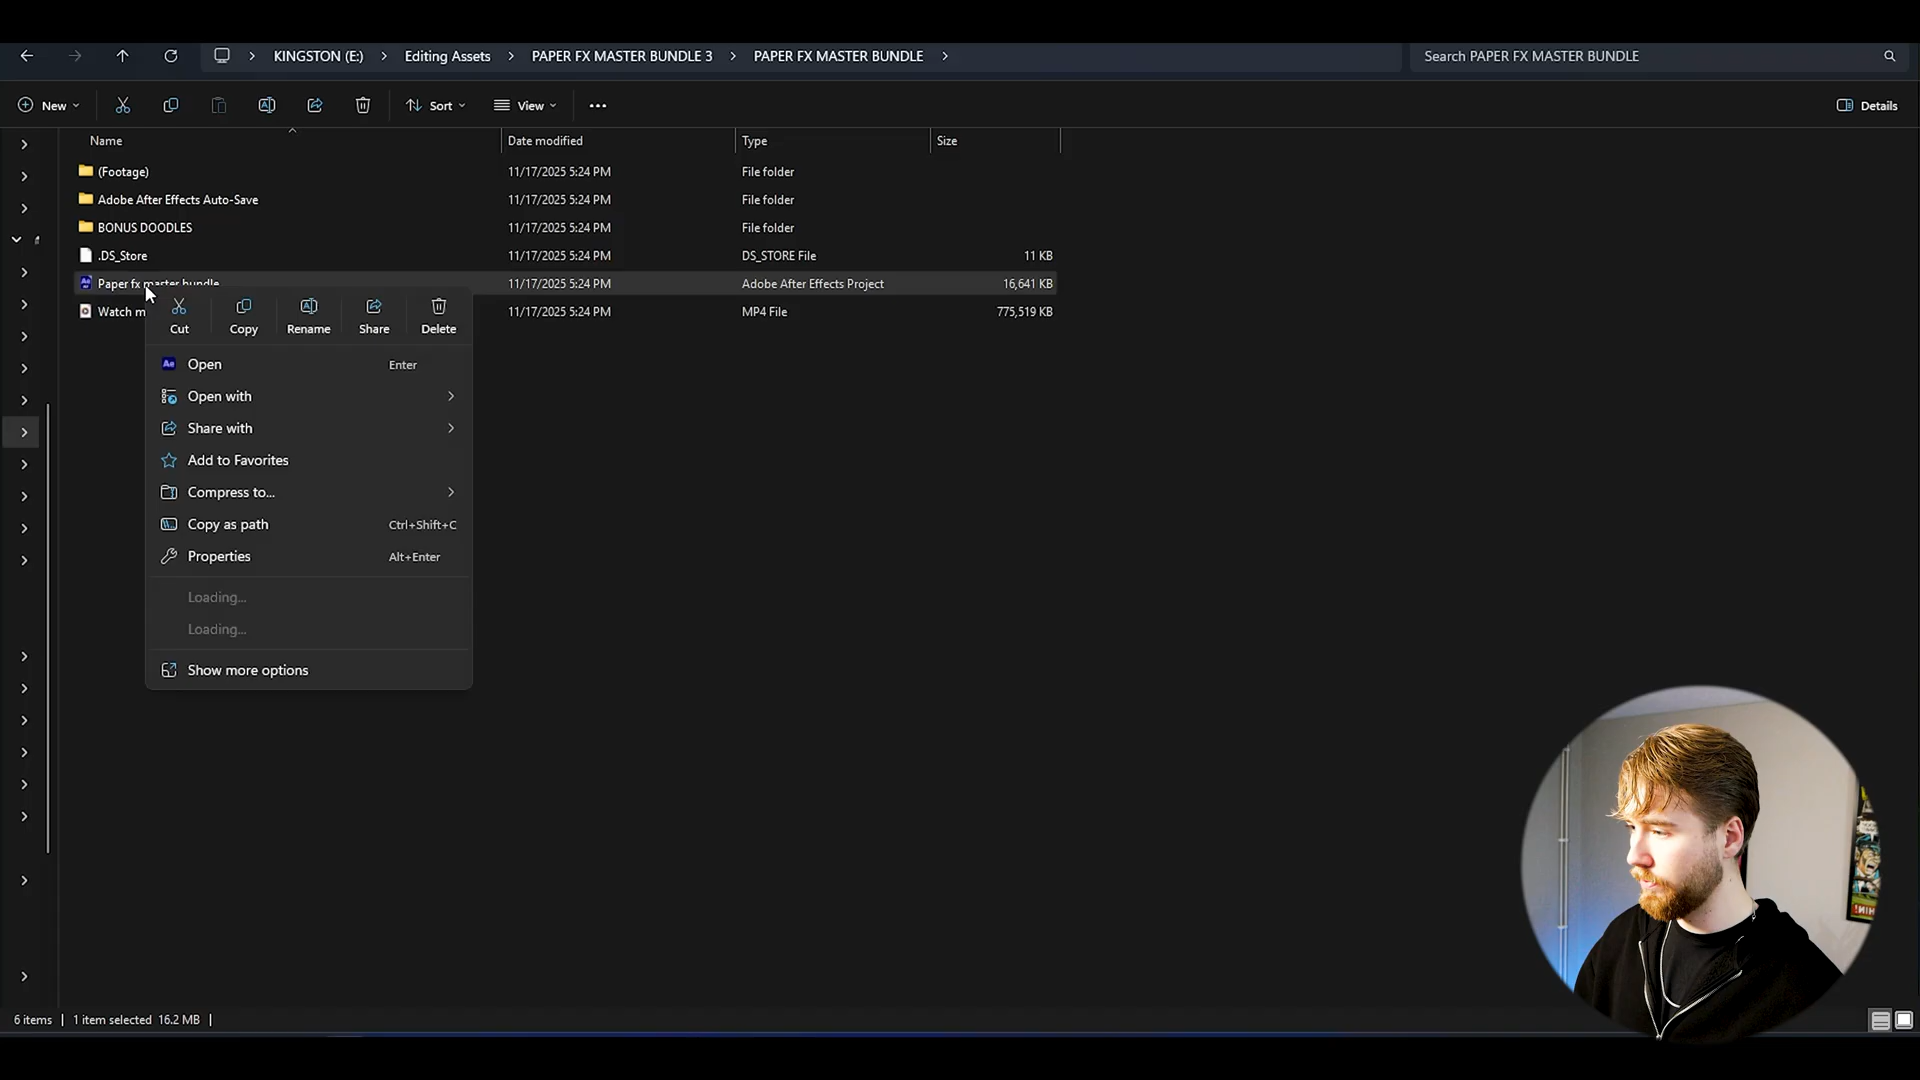 KINGSTON (E:) Editing Assets PAPER FX MASTER BUNDLE 3 PAPER FX MASTER BUNDLE
Search PAPER FX MASTER BUNDLE
New Sort View Details
Name Date modified Type Size
(Footage) 11/17/2025 5:24 PM File folder
Adobe After Effects Auto-Save 11/17/2025 5:24 PM File folder
BONUS DOODLES 11/17/2025 5:24 PM File folder
.DS_Store 11/17/2025 5:24 PM DS_STORE File 11 KB
Paper fx master bundle 11/17/2025 5:24 PM Adobe After Effects Project 16,641 KB
Watch m 11/17/2025 5:24 PM MP4 File 775,519 KB
Cut Copy Rename Share Delete
Ae Open Enter
Open with
Share with
Add to Favorites
Compress to...
Copy as path Ctrl+Shift+C
Properties Alt+Enter
Loading...
Loading...
Show more options
6 items 1 item selected 16.2 MB